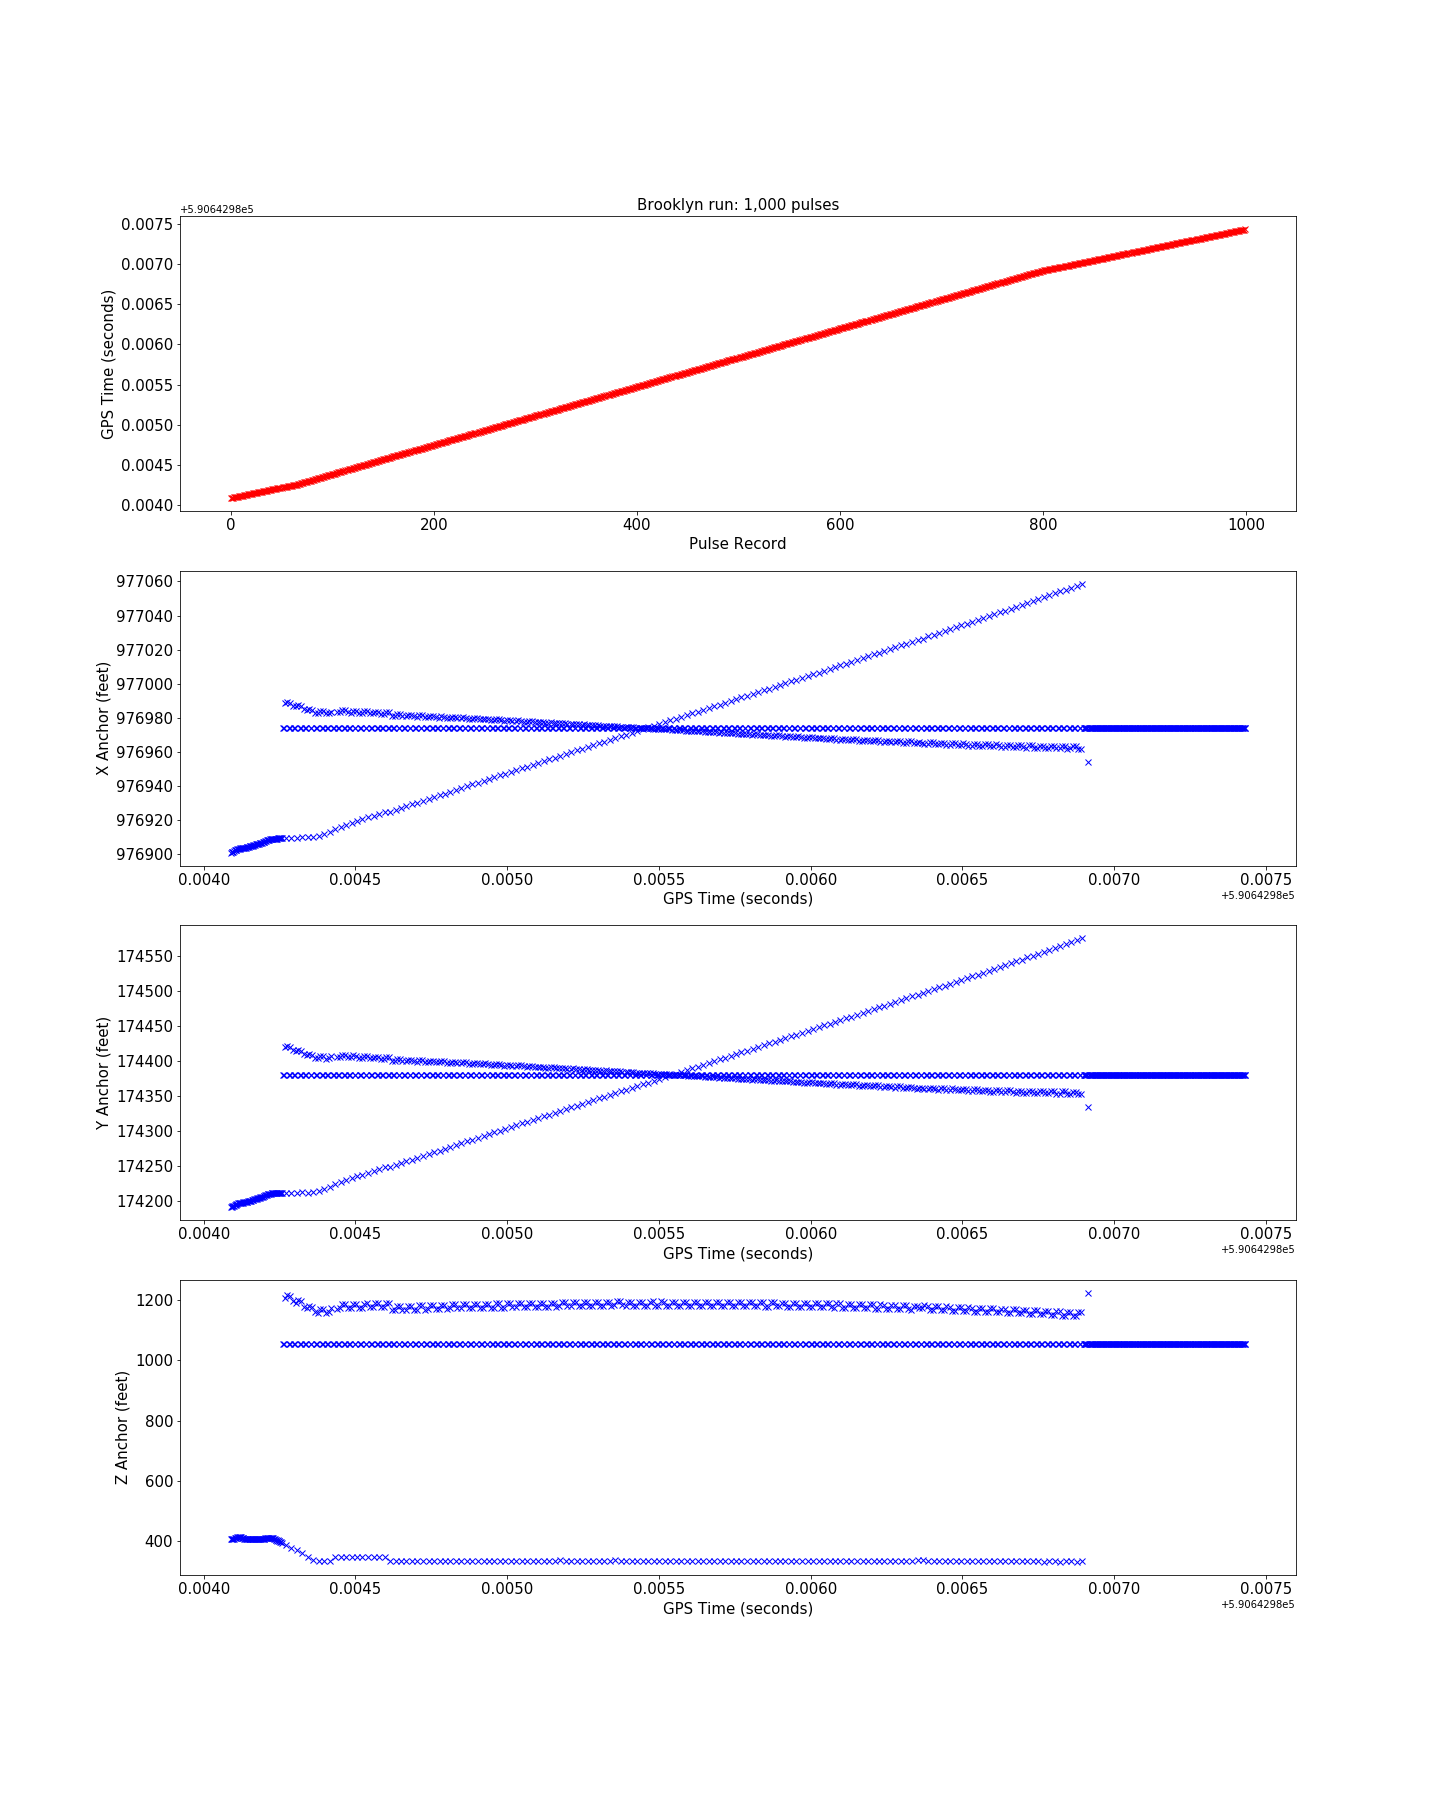 Brooklyn run: 1,000 pulses
+5.9064298e5
0.0075
0.0070
0.0065
0.0060
0.0055
0.0050
0.0045
0.0040
GPS Time (seconds)
0 200 400 600 800 1000
Pulse Record
977060
977040
977020
977000
976980
976960
976940
976920
976900
X Anchor (feet)
0.0040 0.0045 0.0050 0.0055 0.0060 0.0065 0.0070 0.0075
GPS Time (seconds)
+5.9064298e5
174550
174500
174450
174400
174350
174300
174250
174200
Y Anchor (feet)
0.0040 0.0045 0.0050 0.0055 0.0060 0.0065 0.0070 0.0075
GPS Time (seconds)
+5.9064298e5
1200
1000
800
600
400
Z Anchor (feet)
0.0040 0.0045 0.0050 0.0055 0.0060 0.0065 0.0070 0.0075
GPS Time (seconds)
+5.9064298e5